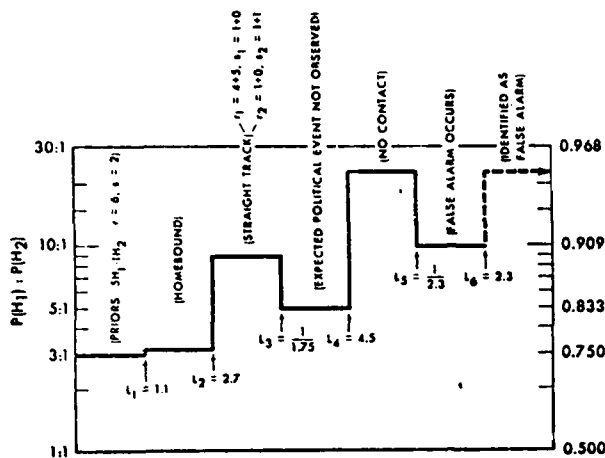 r₁ = 4+5, s₁ = 1+0
r₂ = 1+0, s₂ = 1+1
(PRIORS 5H₁:1H₂ r = 6, s = 2)
(HOMEBOUND)
(STRAIGHT TRACK)
(EXPECTED POLITICAL EVENT NOT OBSERVED)
(NO CONTACT)
(FALSE ALARM OCCURS)
(IDENTIFIED AS
FALSE ALARM)
P(H₁) : P(H₂)
30:1
10:1
5:1
3:1
1:1
0.968
0.909
0.833
0.750
0.500
L₁ = 1.1
L₂ = 2.7
L₃ = 1/1.75
L₄ = 4.5
L₅ = 1/2.3
L₆ = 2.3